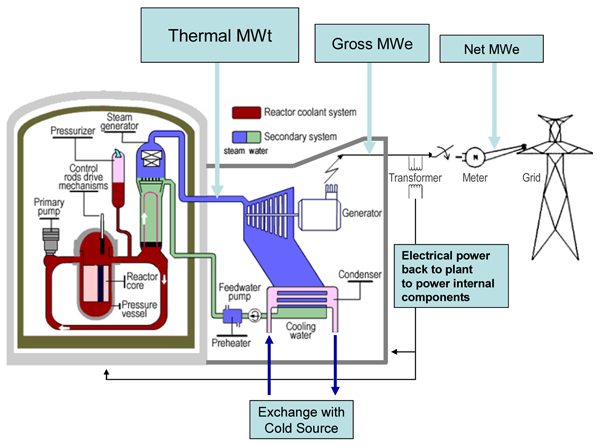 Thermal MWt
Gross MWe
Net MWe
Steam
generator
Reactor coolant system
Secondary system
steam water
Pressurizer
Control
rods drive
mechanisms
Primary
pump
Reactor
core
Pressure
vessel
Feedwater
pump
Preheater
Generator
Condenser
Cooling
water
Transformer
M
Meter
Grid
Electrical power
back to plant
to power internal
components
Exchange with
Cold Source